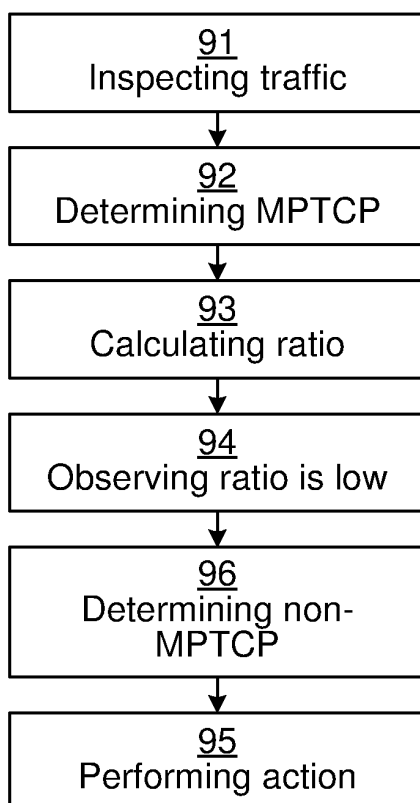 91
Inspecting traffic
92
Determining MPTCP
93
Calculating ratio
94
Observing ratio is low
96
Determining non-
MPTCP
95
Performing action